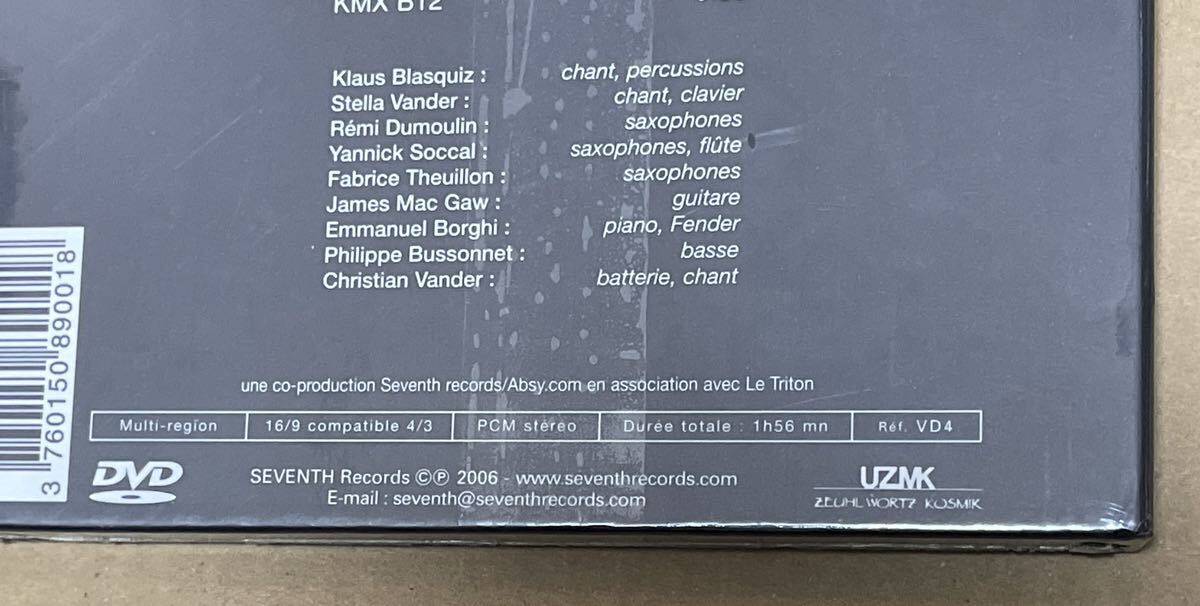 KMX B12
Klaus Blasquiz : chant, percussions
Stella Vander : chant, clavier
Rémi Dumoulin : saxophones
Yannick Soccal : saxophones, flûte
Fabrice Theuillon : saxophones
James Mac Gaw : guitare
Emmanuel Borghi : piano, Fender
Philippe Bussonnet : basse
Christian Vander : batterie, chant
une co-production Seventh records/Absy.com en association avec Le Triton
Multi-region 16/9 compatible 4/3 PCM stéreo Durée totale : 1h56 mn Réf. VD4
3 760150 890018
DVD
SEVENTH Records ©℗ 2006 - www.seventhrecords.com
E-mail : seventh@seventhrecords.com
UZMK
ZEUHL WORTZ KOSMIK